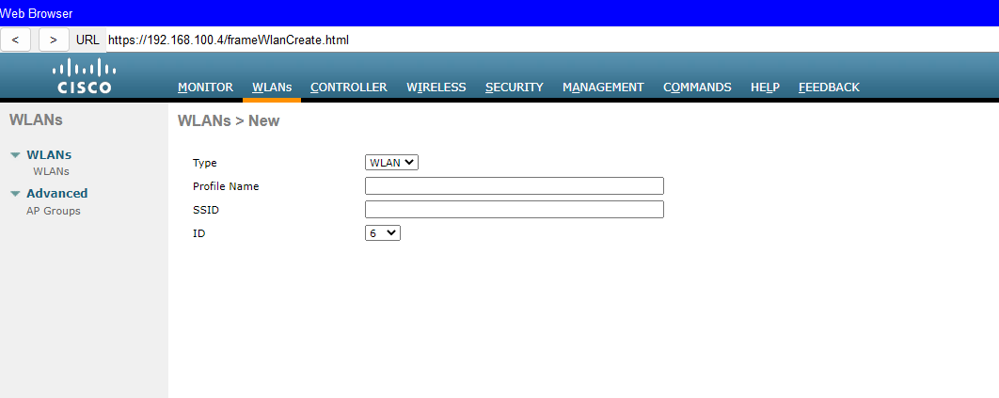 Web Browser
< > URL https://192.168.100.4/frameWlanCreate.html
CISCO
MONITOR WLANs CONTROLLER WIRELESS SECURITY MANAGEMENT COMMANDS HELP FEEDBACK
WLANs
WLANs
WLANs
Advanced
AP Groups
WLANs > New
Type WLAN
Profile Name
SSID
ID 6